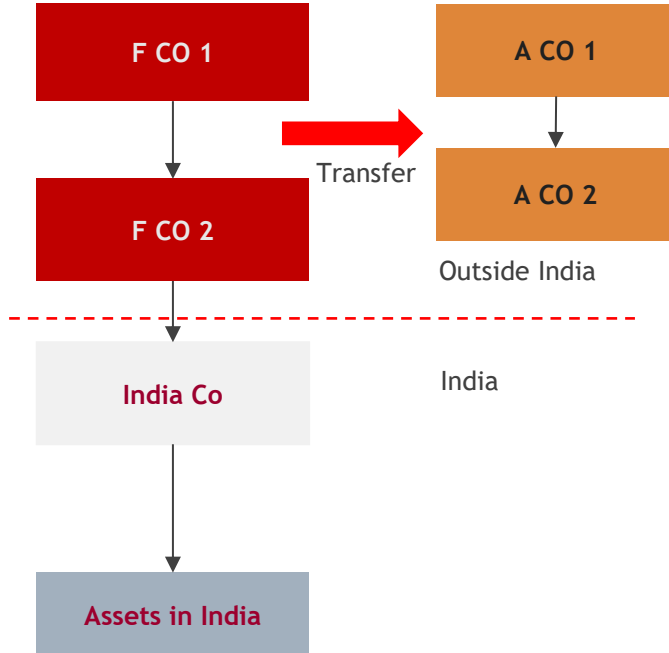 F CO 1
A CO 1
Transfer
F CO 2
A CO 2
Outside India
India Co
India
Assets in India